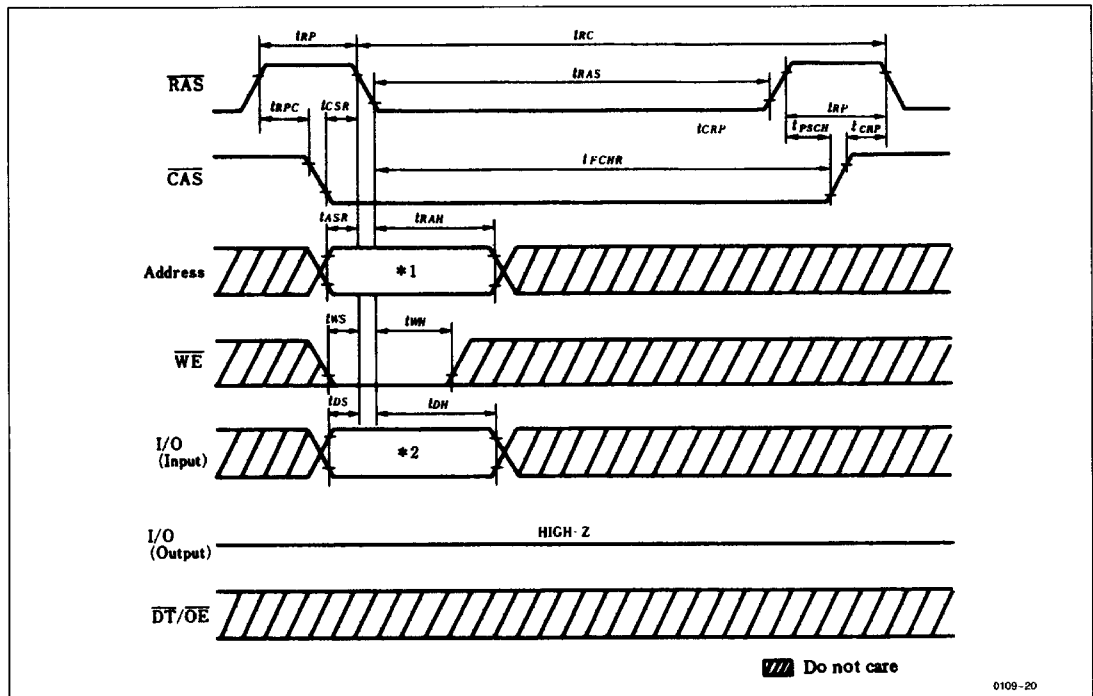 tRP tRC
RAS
tRAS
tRPC tCSR tCRP tRP
tPSCH tCRP
CAS
tFCHR
tASR tRAH
Address *1
tWS tWH
WE
tDS tDH
I/O
(Input) *2
I/O
(Output) HIGH-Z
DT/OE
Do not care
0109-20